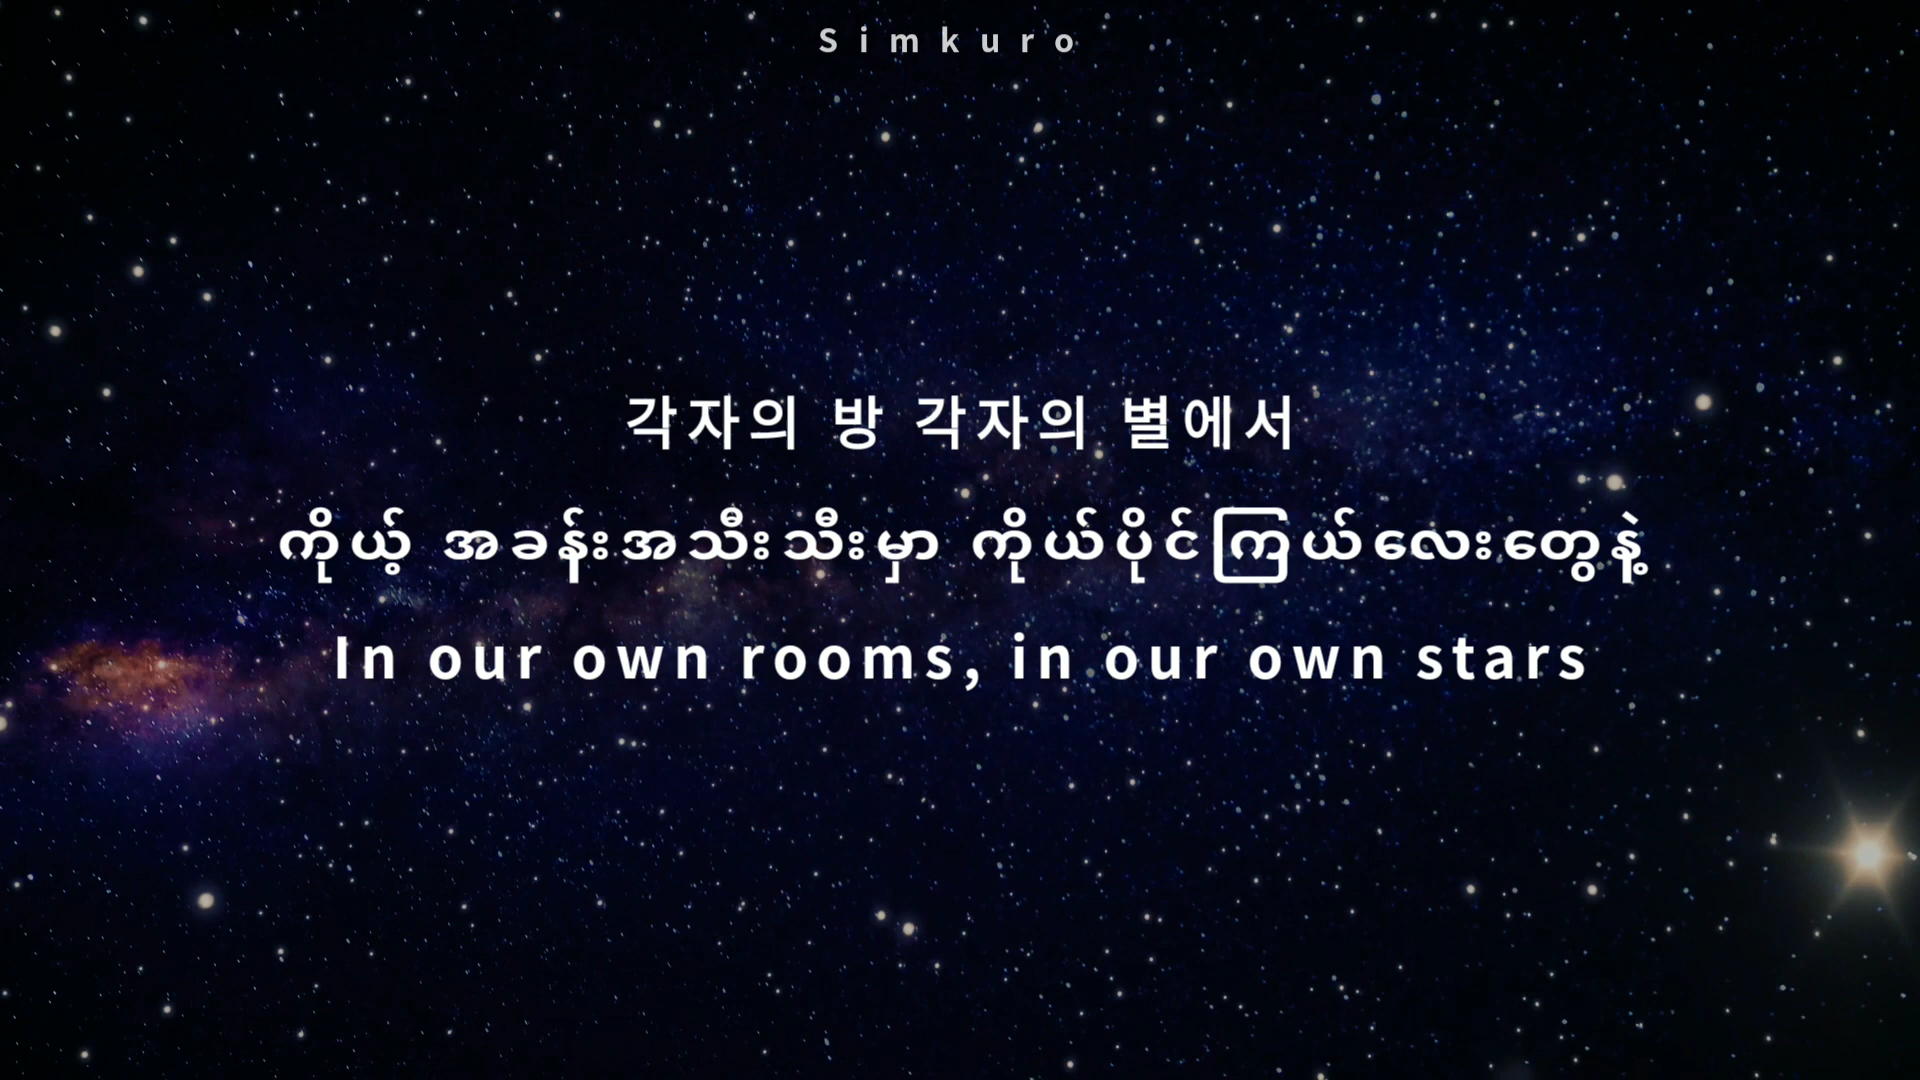 Simkuro
각자의 방 각자의 별에서
ကိုယ့် အခန်းအသီးသီးမှာ ကိုယ်ပိုင်ကြယ်လေးတွေနဲ့
In our own rooms, in our own stars